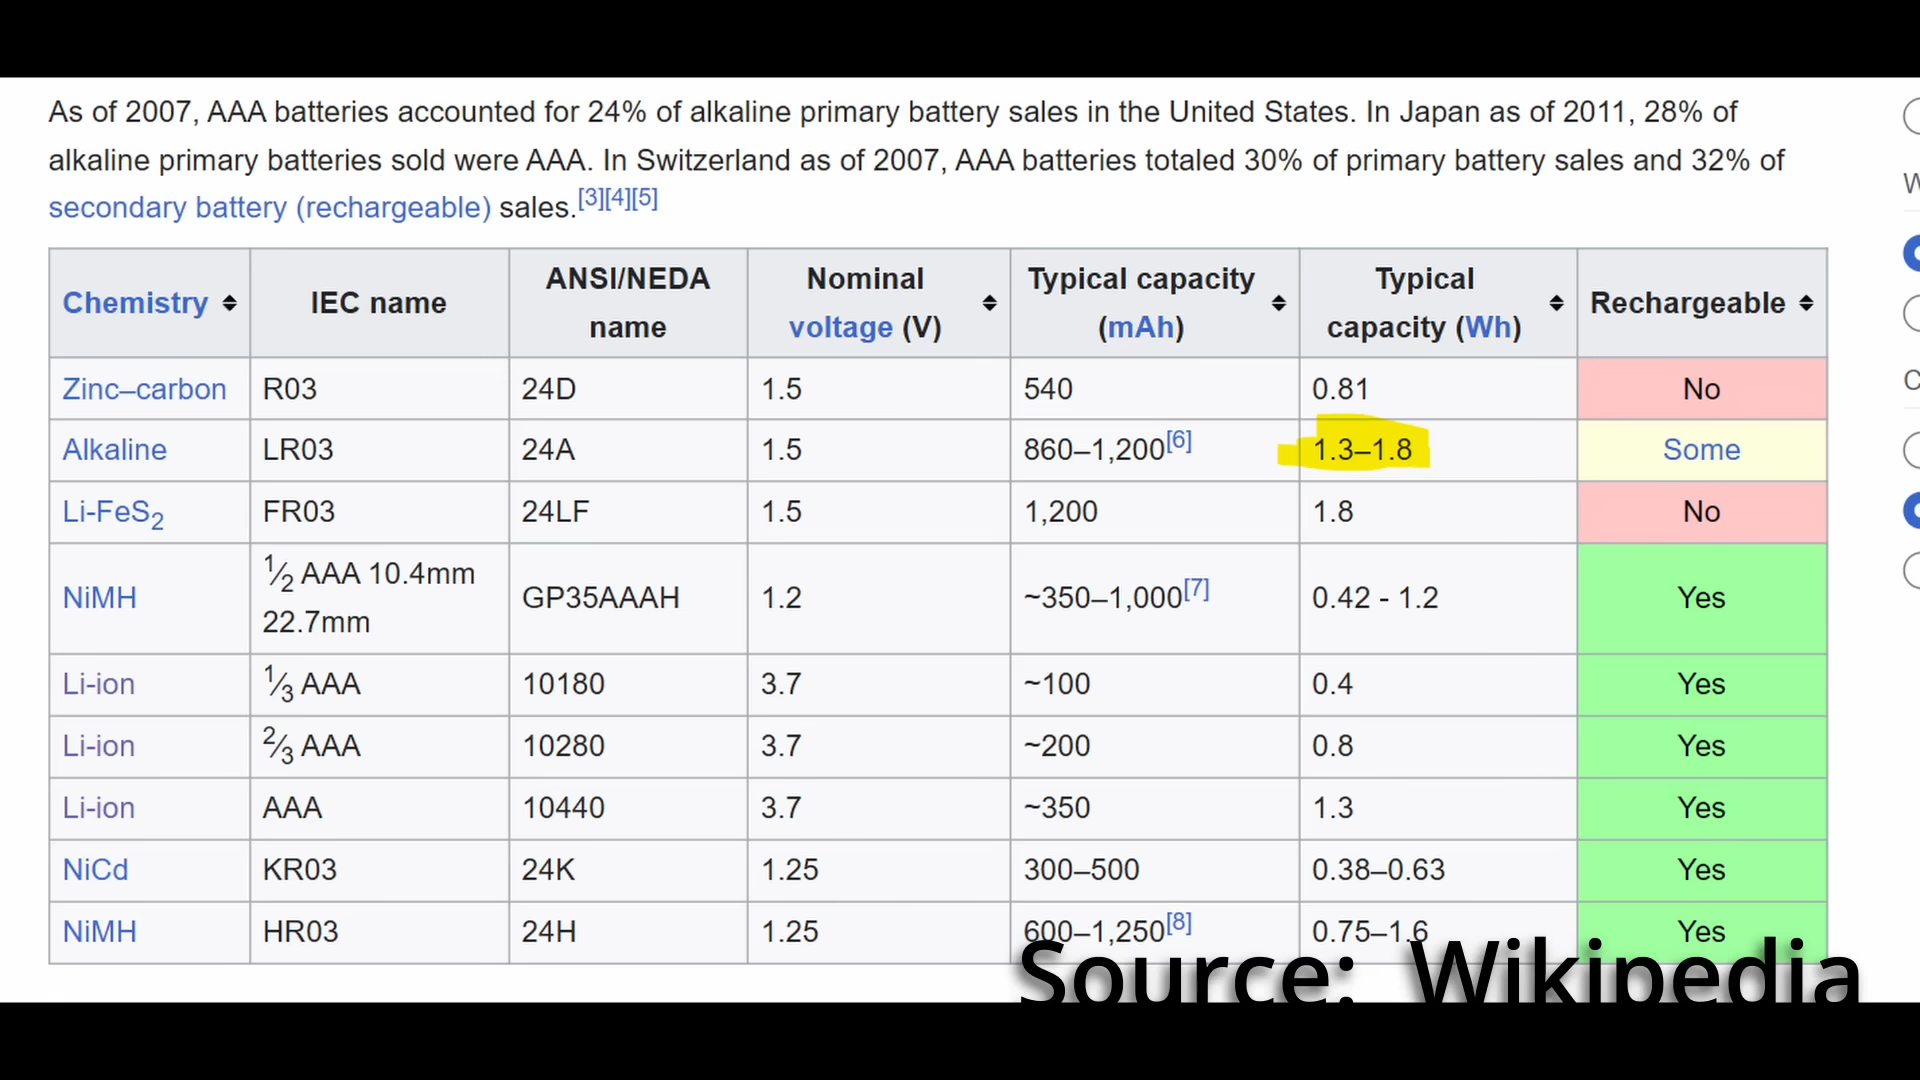 As of 2007, AAA batteries accounted for 24% of alkaline primary battery sales in the United States. In Japan as of 2011, 28% of
alkaline primary batteries sold were AAA. In Switzerland as of 2007, AAA batteries totaled 30% of primary battery sales and 32% of
secondary battery (rechargeable) sales.[3][4][5]
Chemistry IEC name ANSI/NEDA name Nominal voltage (V) Typical capacity (mAh) Typical capacity (Wh) Rechargeable
Zinc–carbon R03 24D 1.5 540 0.81 No
Alkaline LR03 24A 1.5 860–1,200[6] 1.3–1.8 Some
Li-FeS2 FR03 24LF 1.5 1,200 1.8 No
NiMH 1⁄2 AAA 10.4mm 22.7mm GP35AAAH 1.2 ~350–1,000[7] 0.42 - 1.2 Yes
Li-ion 1⁄3 AAA 10180 3.7 ~100 0.4 Yes
Li-ion 2⁄3 AAA 10280 3.7 ~200 0.8 Yes
Li-ion AAA 10440 3.7 ~350 1.3 Yes
NiCd KR03 24K 1.25 300–500 0.38–0.63 Yes
NiMH HR03 24H 1.25 600–1,250[8] 0.75–1.6 Yes
Source: Wikipedia